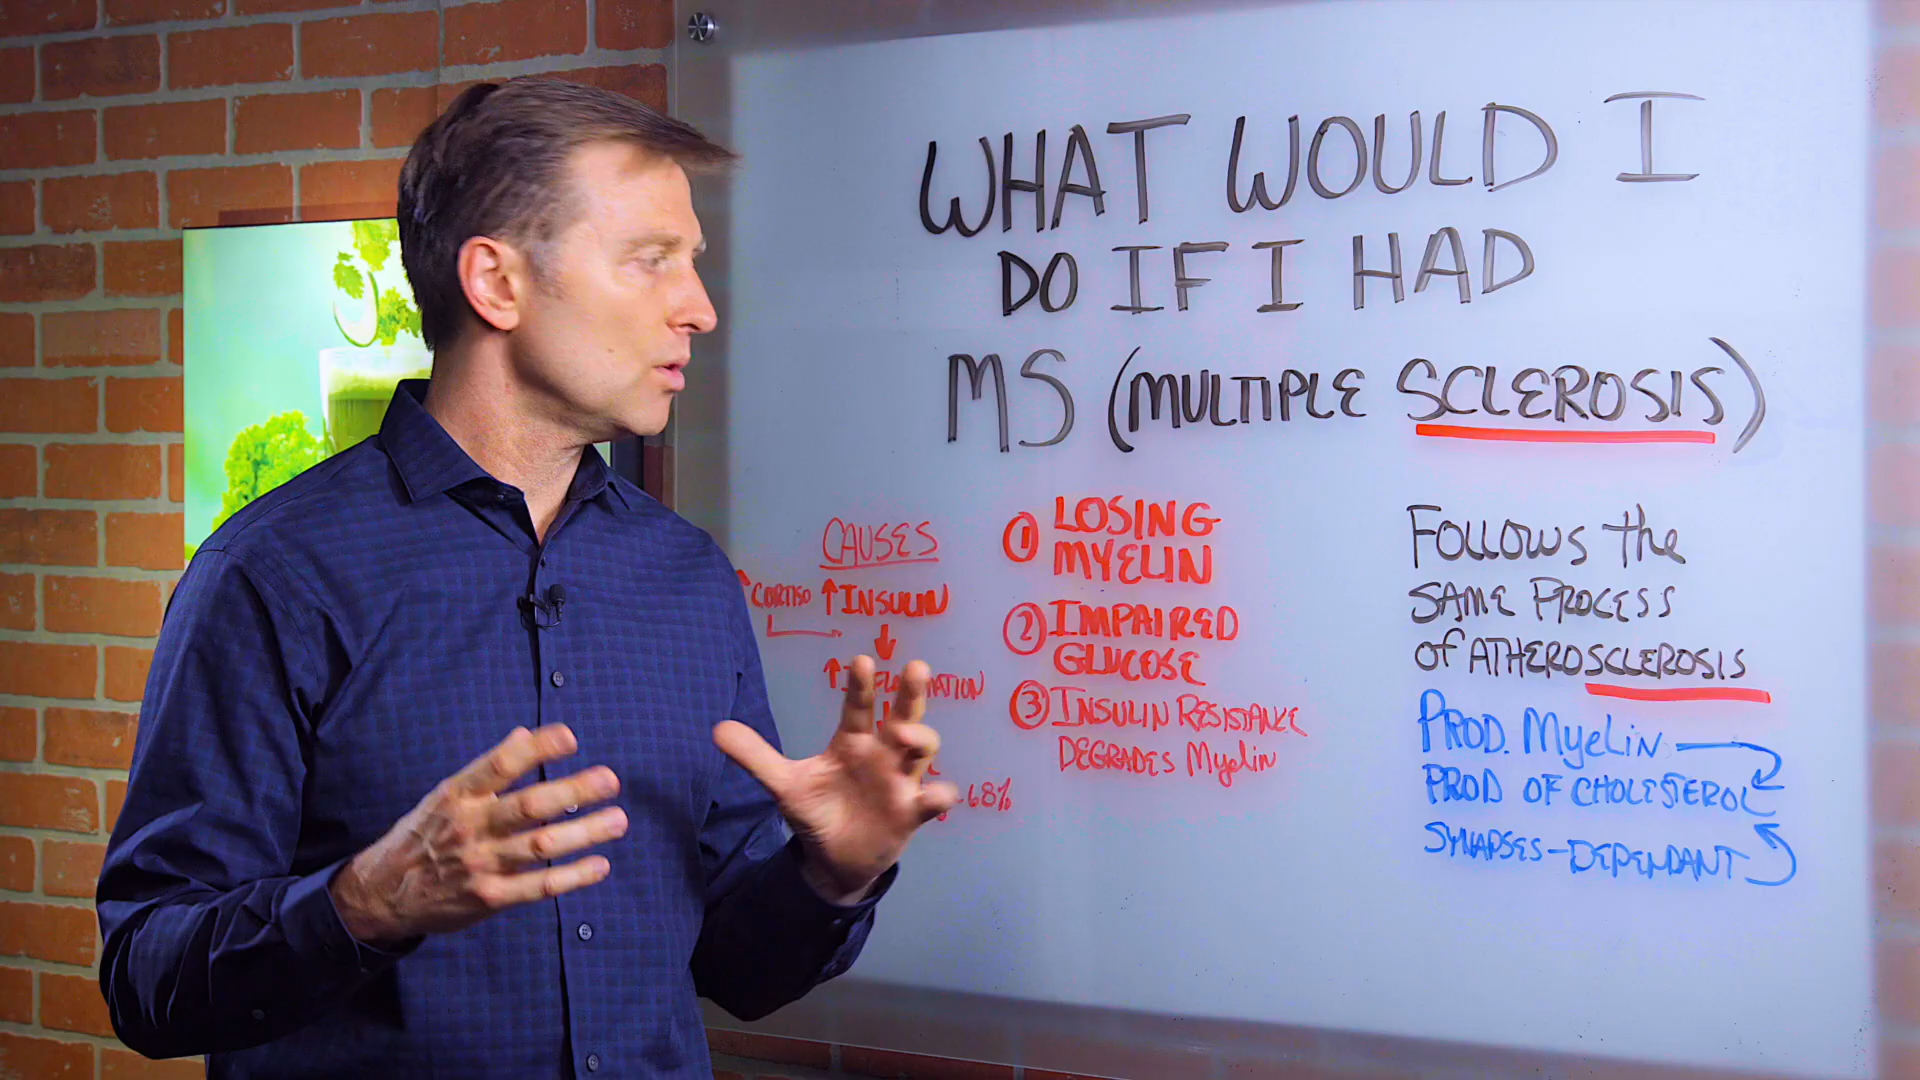 WHAT WOULD I
DO IF I HAD
MS (MULTIPLE SCLEROSIS)
CAUSES
↑CORTISO ↑INSULIN
↓
↑
① LOSING
MYELIN
② IMPAIRED
GLUCOSE
③ INSULIN RESISTANCE
DEGRADES Myelin
68%
FOLLOWS the
SAME PROCESS
of ATHEROSCLEROSIS
PROD. MyeLiN
PROD OF CHOLESTEROL
SYNAPSES-DEPENDANT